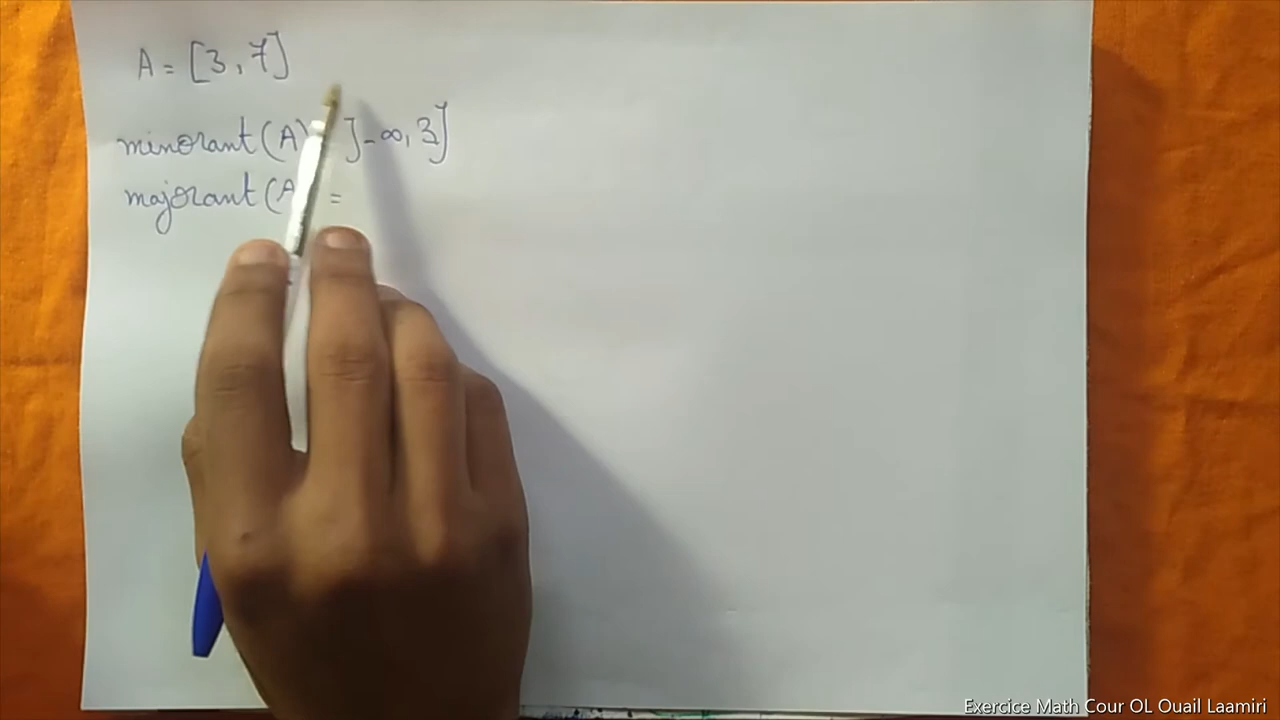 A = [3, 7]
minorant(A) ]-∞, 3]
majorant(A =
Exercice Math Cour OL Ouail Laamiri